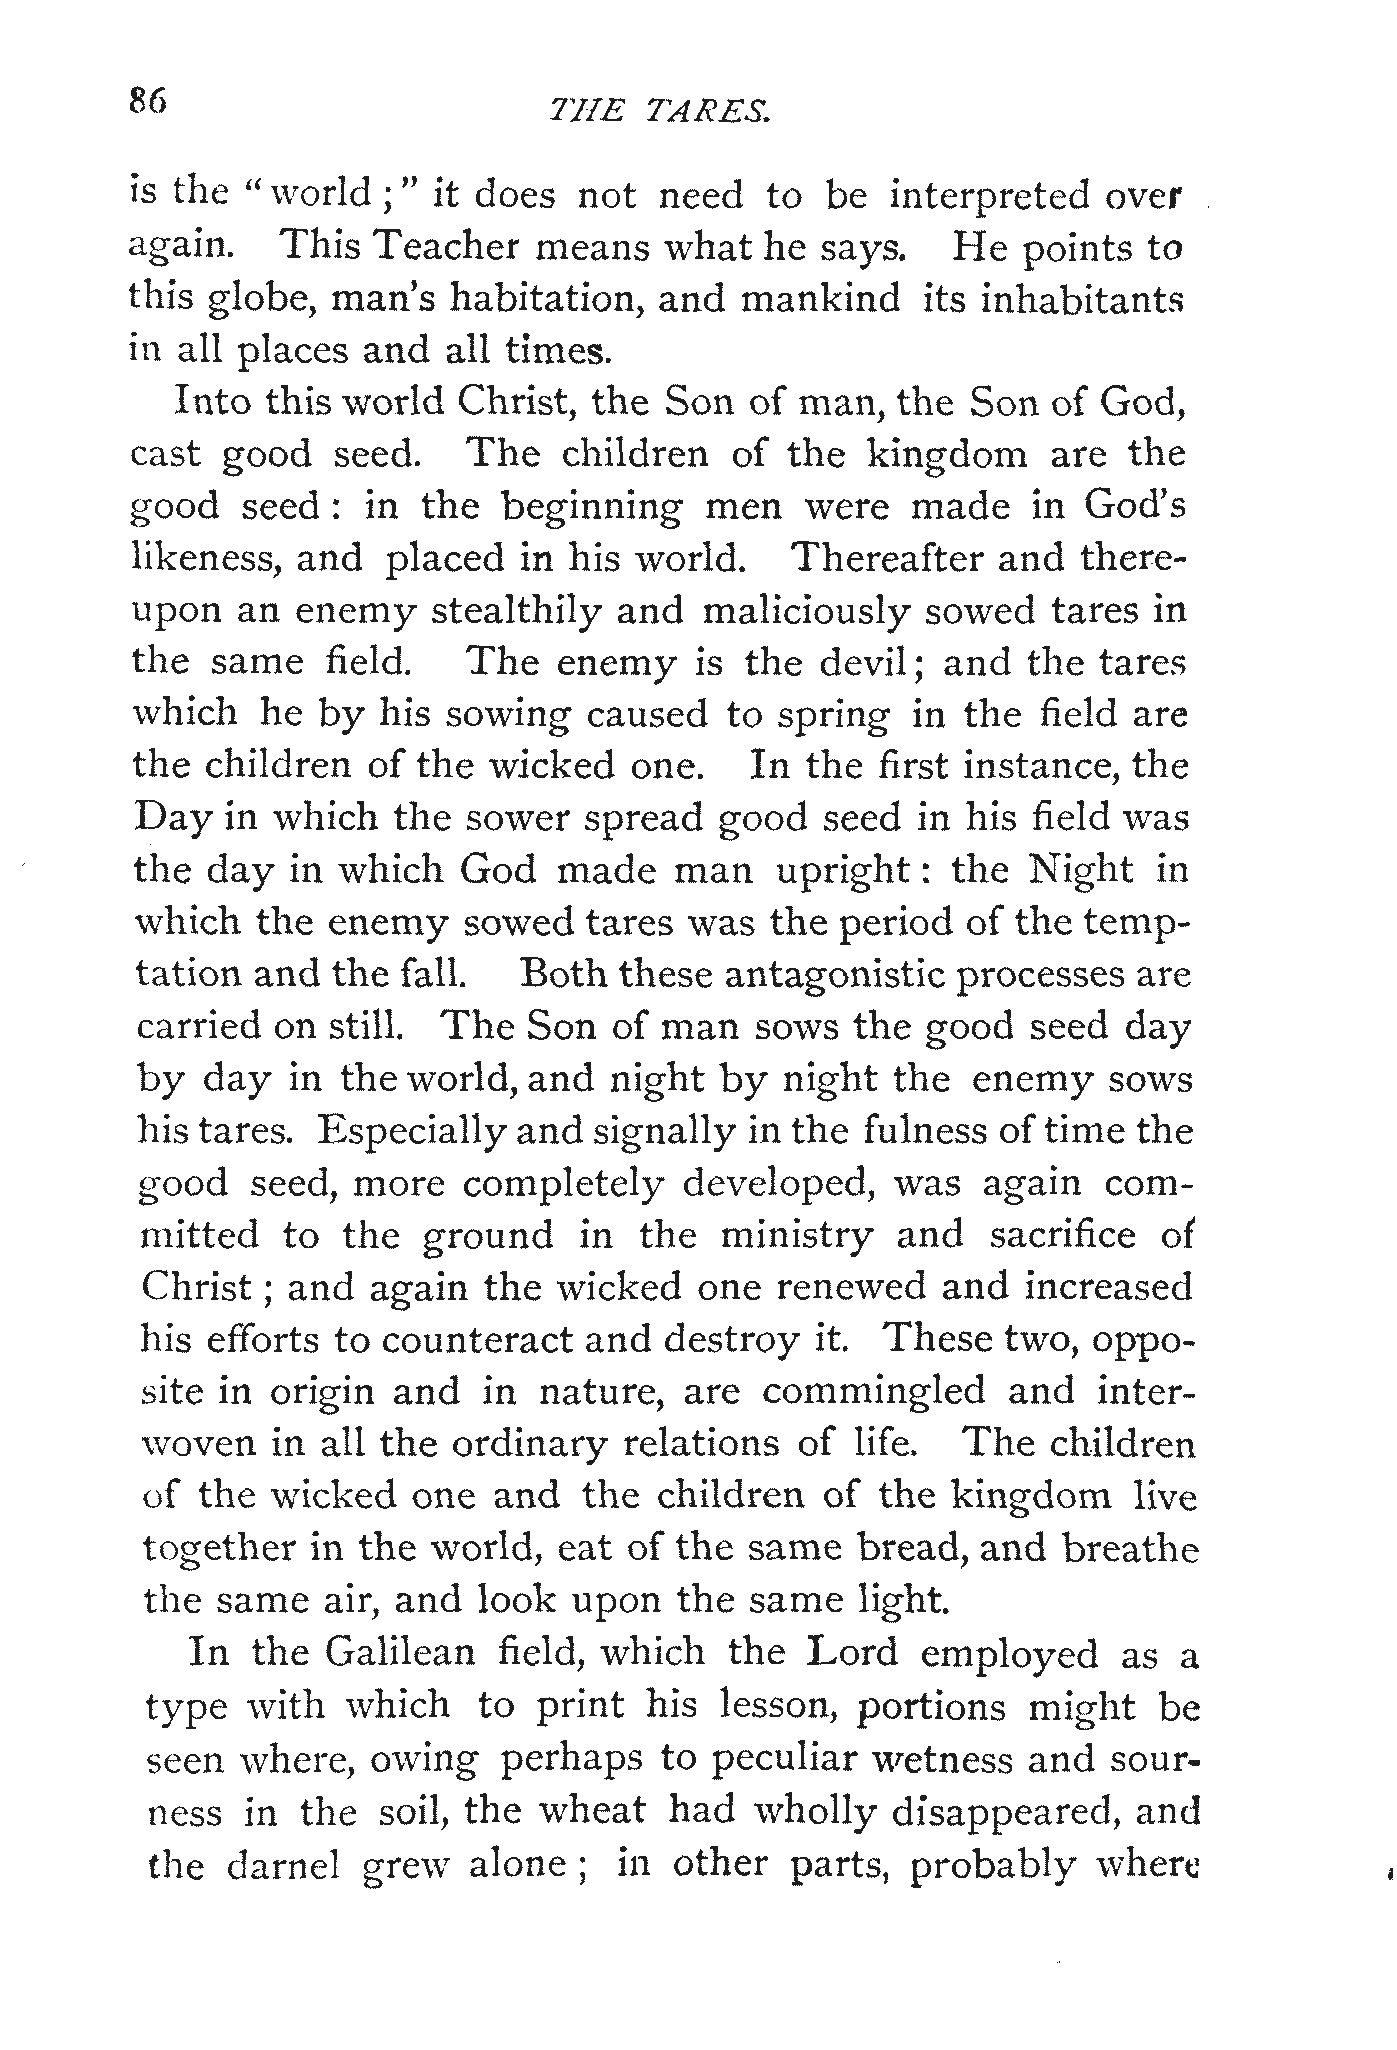 86
THE TARES.
is the "world;" it does not need to be interpreted over
again. This Teacher means what he says. He points to
this globe, man's habitation, and mankind its inhabitants
in all places and all times.
Into this world Christ, the Son of man, the Son of God,
cast good seed. The children of the kingdom are the
good seed: in the beginning men were made in God's
likeness, and placed in his world. Thereafter and there-
upon an enemy stealthily and maliciously sowed tares in
the same field. The enemy is the devil; and the tares
which he by his sowing caused to spring in the field are
the children of the wicked one. In the first instance, the
Day in which the sower spread good seed in his field was
the day in which God made man upright: the Night in
which the enemy sowed tares was the period of the temp-
tation and the fall. Both these antagonistic processes are
carried on still. The Son of man sows the good seed day
by day in the world, and night by night the enemy sows
his tares. Especially and signally in the fulness of time the
good seed, more completely developed, was again com-
mitted to the ground in the ministry and sacrifice of
Christ; and again the wicked one renewed and increased
his efforts to counteract and destroy it. These two, oppo-
site in origin and in nature, are commingled and inter-
woven in all the ordinary relations of life. The children
of the wicked one and the children of the kingdom live
together in the world, eat of the same bread, and breathe
the same air, and look upon the same light.
In the Galilean field, which the Lord employed as a
type with which to print his lesson, portions might be
seen where, owing perhaps to peculiar wetness and sour-
ness in the soil, the wheat had wholly disappeared, and
the darnel grew alone; in other parts, probably where